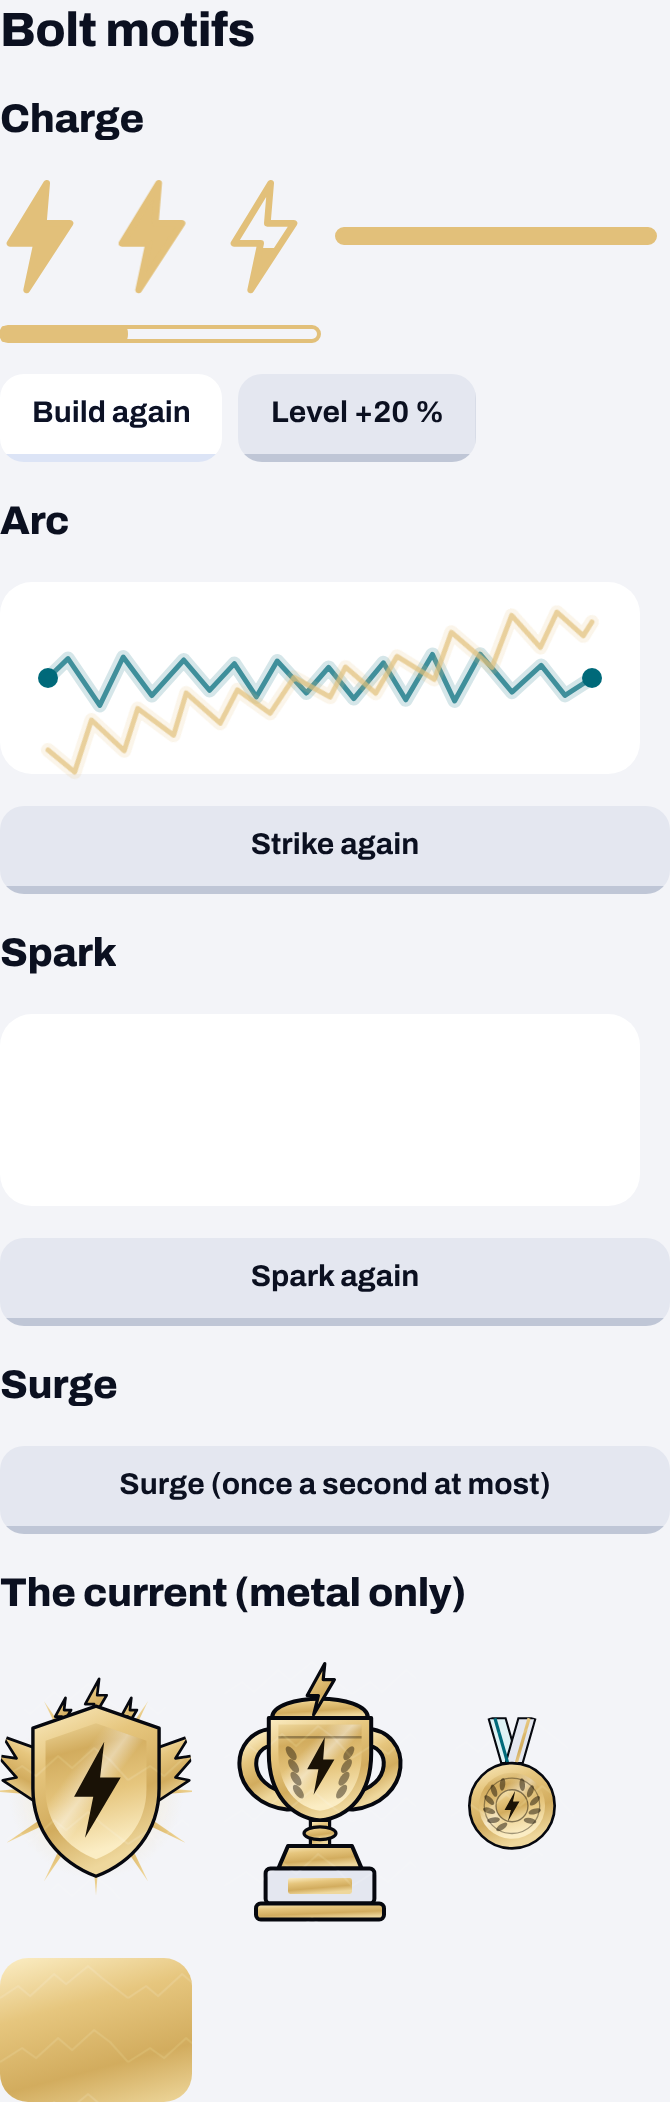 Bolt motifs
Charge
Build again
Level +20 %
Arc
Strike again
Spark
Spark again
Surge
Surge (once a second at most)
The current (metal only)